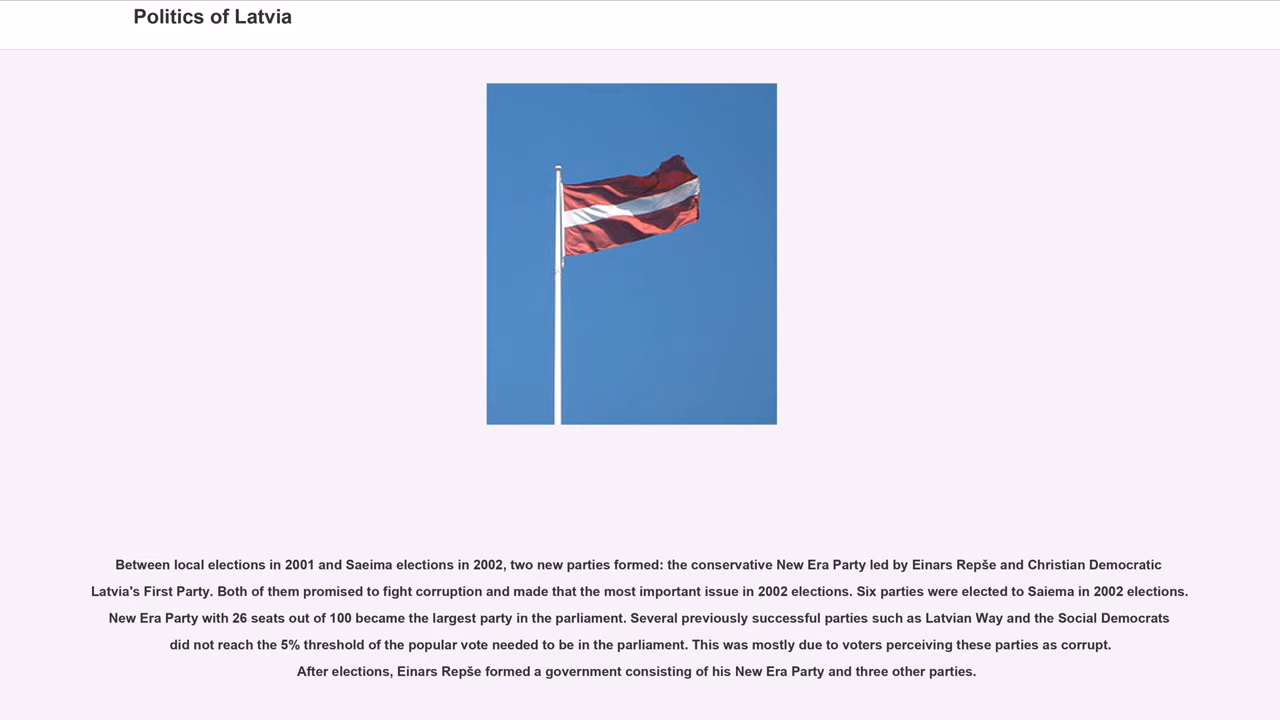 Politics of Latvia
Between local elections in 2001 and Saeima elections in 2002, two new parties formed: the conservative New Era Party led by Einars Repše and Christian Democratic
Latvia's First Party. Both of them promised to fight corruption and made that the most important issue in 2002 elections. Six parties were elected to Saiema in 2002 elections.
New Era Party with 26 seats out of 100 became the largest party in the parliament. Several previously successful parties such as Latvian Way and the Social Democrats
did not reach the 5% threshold of the popular vote needed to be in the parliament. This was mostly due to voters perceiving these parties as corrupt.
After elections, Einars Repše formed a government consisting of his New Era Party and three other parties.